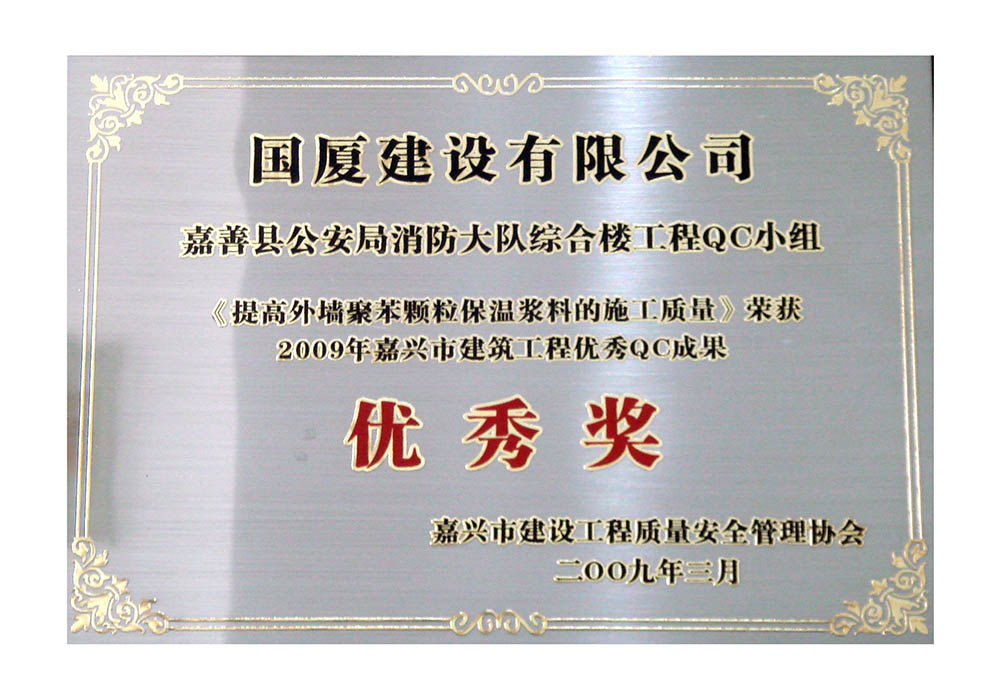 国厦建设有限公司
嘉善县公安局消防大队综合楼工程QC小组
《提高外墙聚苯颗粒保温浆料的施工质量》荣获
2009年嘉兴市建筑工程优秀QC成果
优秀奖
嘉兴市建设工程质量安全管理协会
二OO九年三月